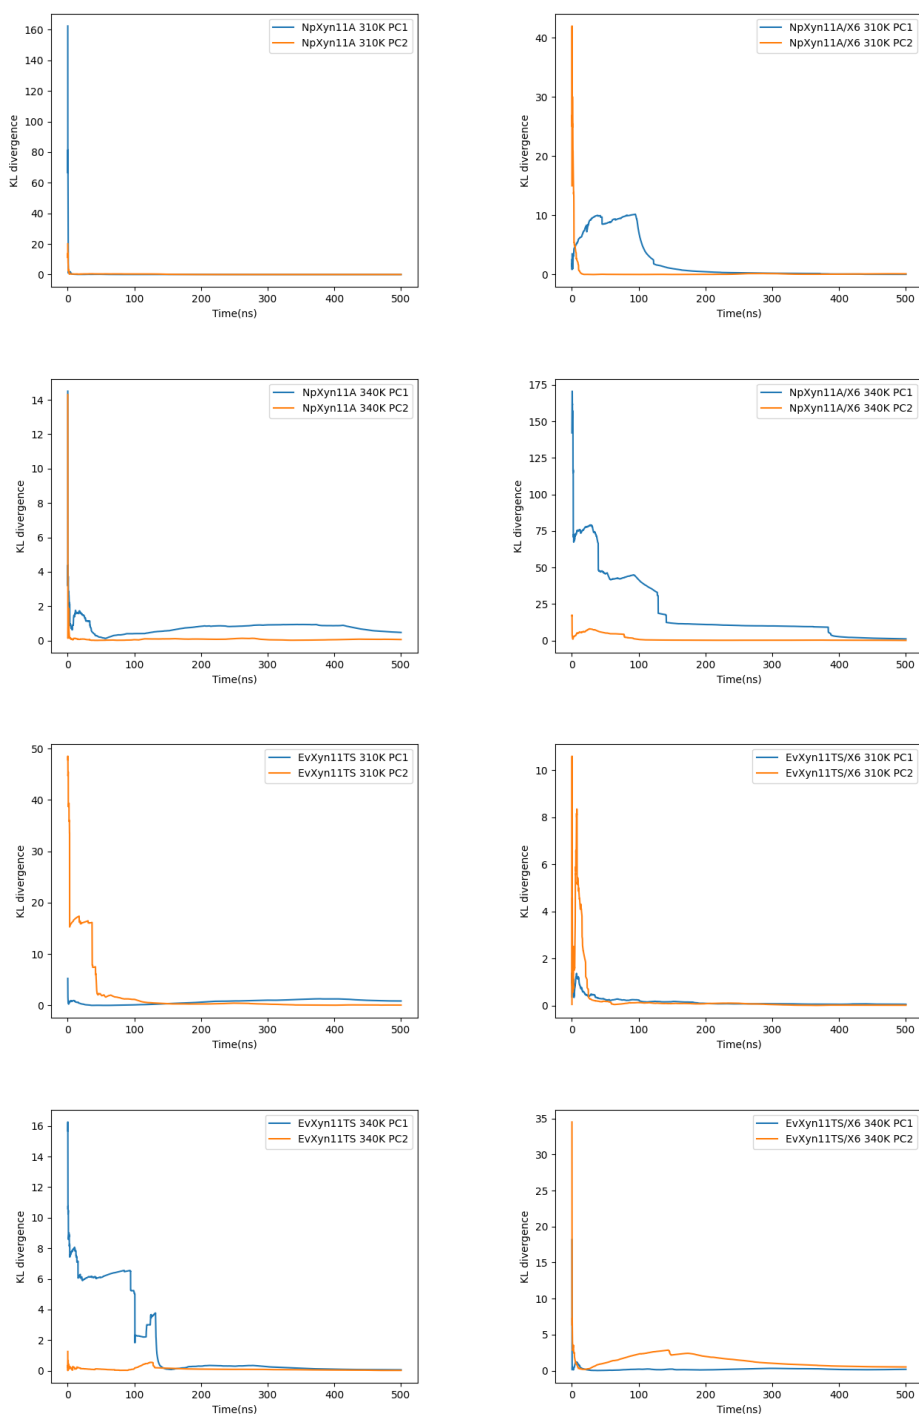 NpXyn11A 310K PC1
NpXyn11A 310K PC2
KL divergence
160
140
120
100
80
60
40
20
0
0 100 200 300 400 500
Time(ns)
NpXyn11A/X6 310K PC1
NpXyn11A/X6 310K PC2
KL divergence
40
30
20
10
0
0 100 200 300 400 500
Time(ns)
NpXyn11A 340K PC1
NpXyn11A 340K PC2
KL divergence
14
12
10
8
6
4
2
0
0 100 200 300 400 500
Time(ns)
NpXyn11A/X6 340K PC1
NpXyn11A/X6 340K PC2
KL divergence
175
150
125
100
75
50
25
0
0 100 200 300 400 500
Time(ns)
EvXyn11TS 310K PC1
EvXyn11TS 310K PC2
KL divergence
50
40
30
20
10
0
0 100 200 300 400 500
Time(ns)
EvXyn11TS/X6 310K PC1
EvXyn11TS/X6 310K PC2
KL divergence
10
8
6
4
2
0
0 100 200 300 400 500
Time(ns)
EvXyn11TS 340K PC1
EvXyn11TS 340K PC2
KL divergence
16
14
12
10
8
6
4
2
0
0 100 200 300 400 500
Time(ns)
EvXyn11TS/X6 340K PC1
EvXyn11TS/X6 340K PC2
KL divergence
35
30
25
20
15
10
5
0
0 100 200 300 400 500
Time(ns)